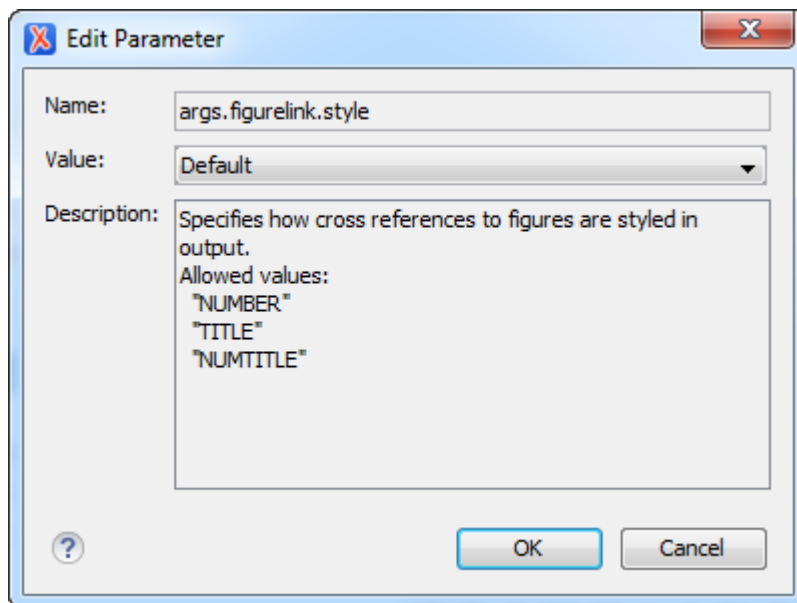 Edit Parameter
Name:
args.figurelink.style
Value:
Default
Description:
Specifies how cross references to figures are styled in
output.
Allowed values:
"NUMBER"
"TITLE"
"NUMTITLE"
?
OK
Cancel